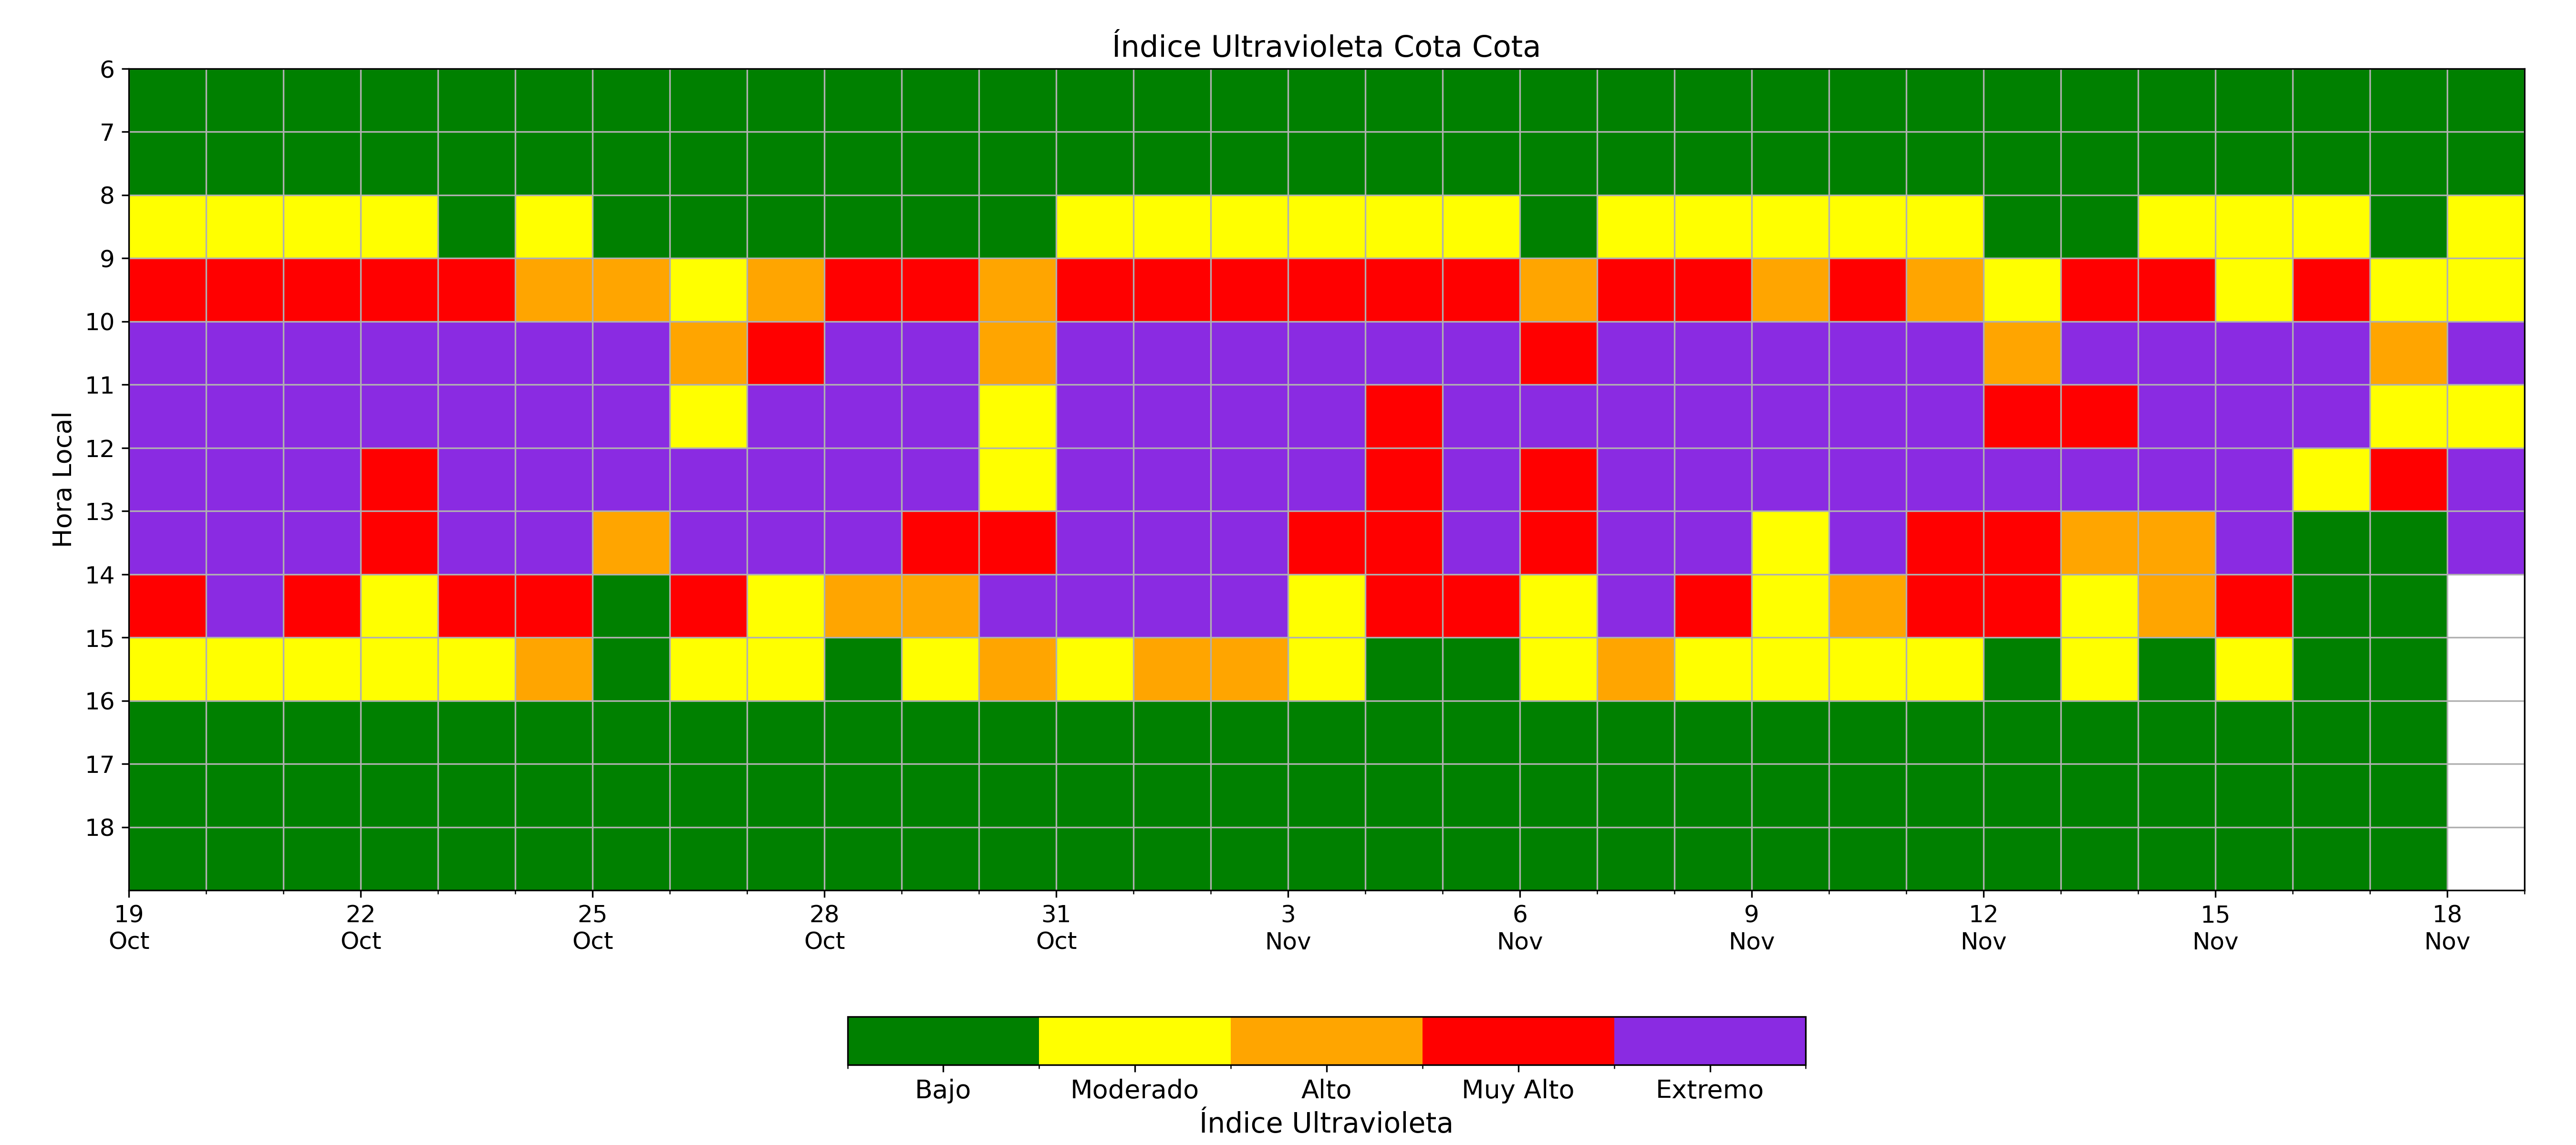 Índice Ultravioleta Cota Cota
Hora Local
6
7
8
9
10
11
12
13
14
15
16
17
18
19 22 25 28 31 3 6 9 12 15 18
Oct Oct Oct Oct Oct Nov Nov Nov Nov Nov Nov
Bajo Moderado Alto Muy Alto Extremo
Índice Ultravioleta